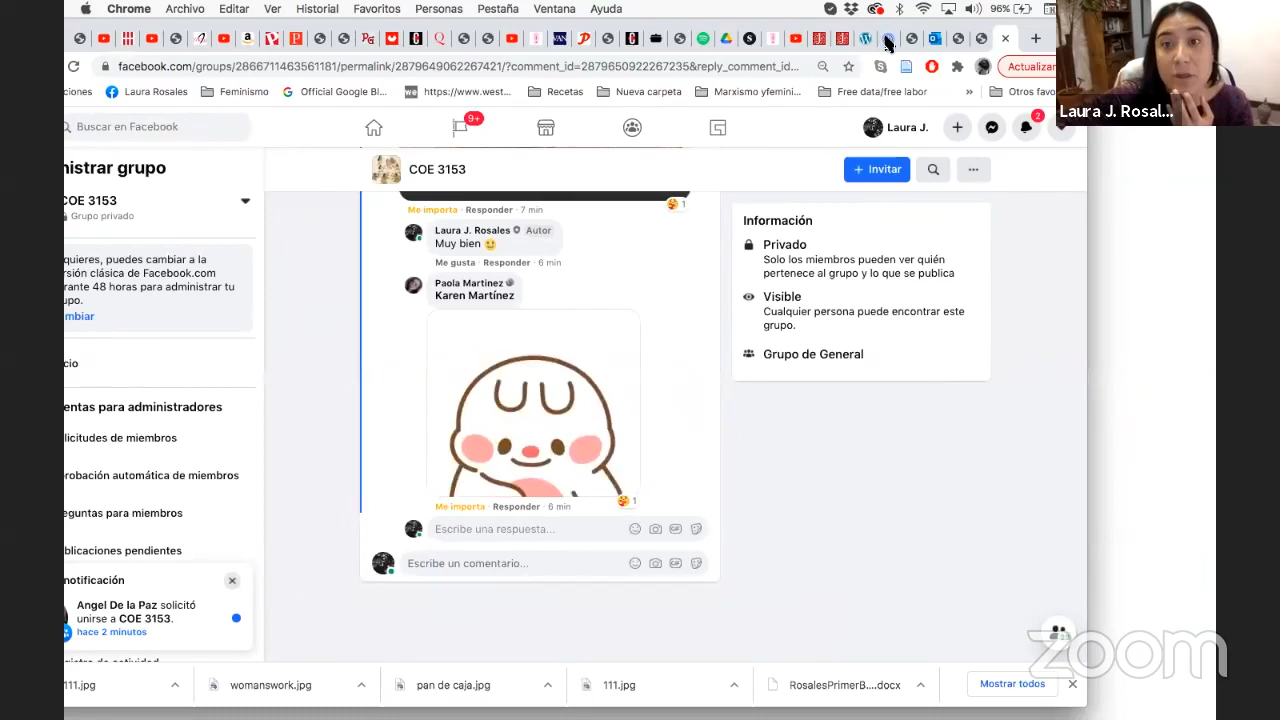 Chrome Archivo Editar Ver Historial Favoritos Personas Pestaña Ventana Ayuda 96%
facebook.com/groups/2866711463561181/permalink/2879649062267421/?comment_id=2879650922267235&reply_comment_id... Actualizar
ciones Laura Rosales Feminismo Official Google Bl... https://www.west... Recetas Nueva carpeta Marxismo yfeminim... Free data/free labor » Otros favo
Laura J. Rosal...
Buscar en Facebook 9+ Laura J. 2
nistrar grupo
COE 3153 Invitar
COE 3153
Grupo privado
quieres, puedes cambiar a la
rsión clásica de Facebook.com
rante 48 horas para administrar tu
upo.
mbiar
cio
entas para administradores
licitudes de miembros
robación automática de miembros
eguntas para miembros
blicaciones pendientes
notificación
Angel De la Paz solicitó
unirse a COE 3153.
hace 2 minutos
Me importa · Responder · 7 min 1
Laura J. Rosales Autor
Muy bien
Me gusta · Responder · 6 min
Paola Martinez
Karen Martínez
Me importa · Responder · 6 min 1
Escribe una respuesta...
Escribe un comentario...
Información
Privado
Solo los miembros pueden ver quién
pertenece al grupo y lo que se publica
Visible
Cualquier persona puede encontrar este
grupo.
Grupo de General
zoom
111.jpg womanswork.jpg pan de caja.jpg 111.jpg RosalesPrimerB....docx Mostrar todos